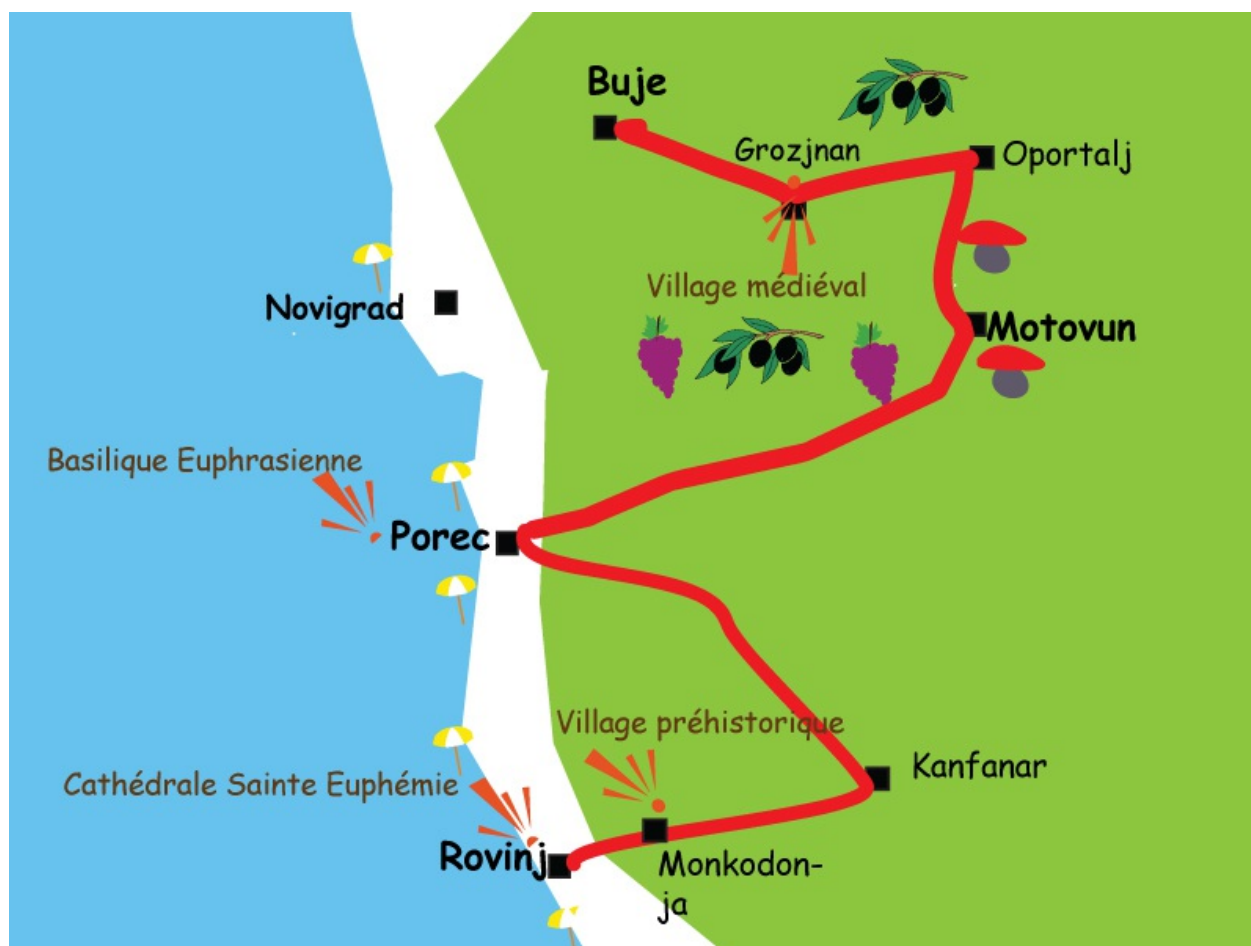 Buje
Grozjnan
Oportalj
Village médiéval
Novigrad
Motovun
Basilique Euphrasienne
Porec
Village préhistorique
Kanfanar
Cathédrale Sainte Euphémie
Rovinj
Monkodon-
ja